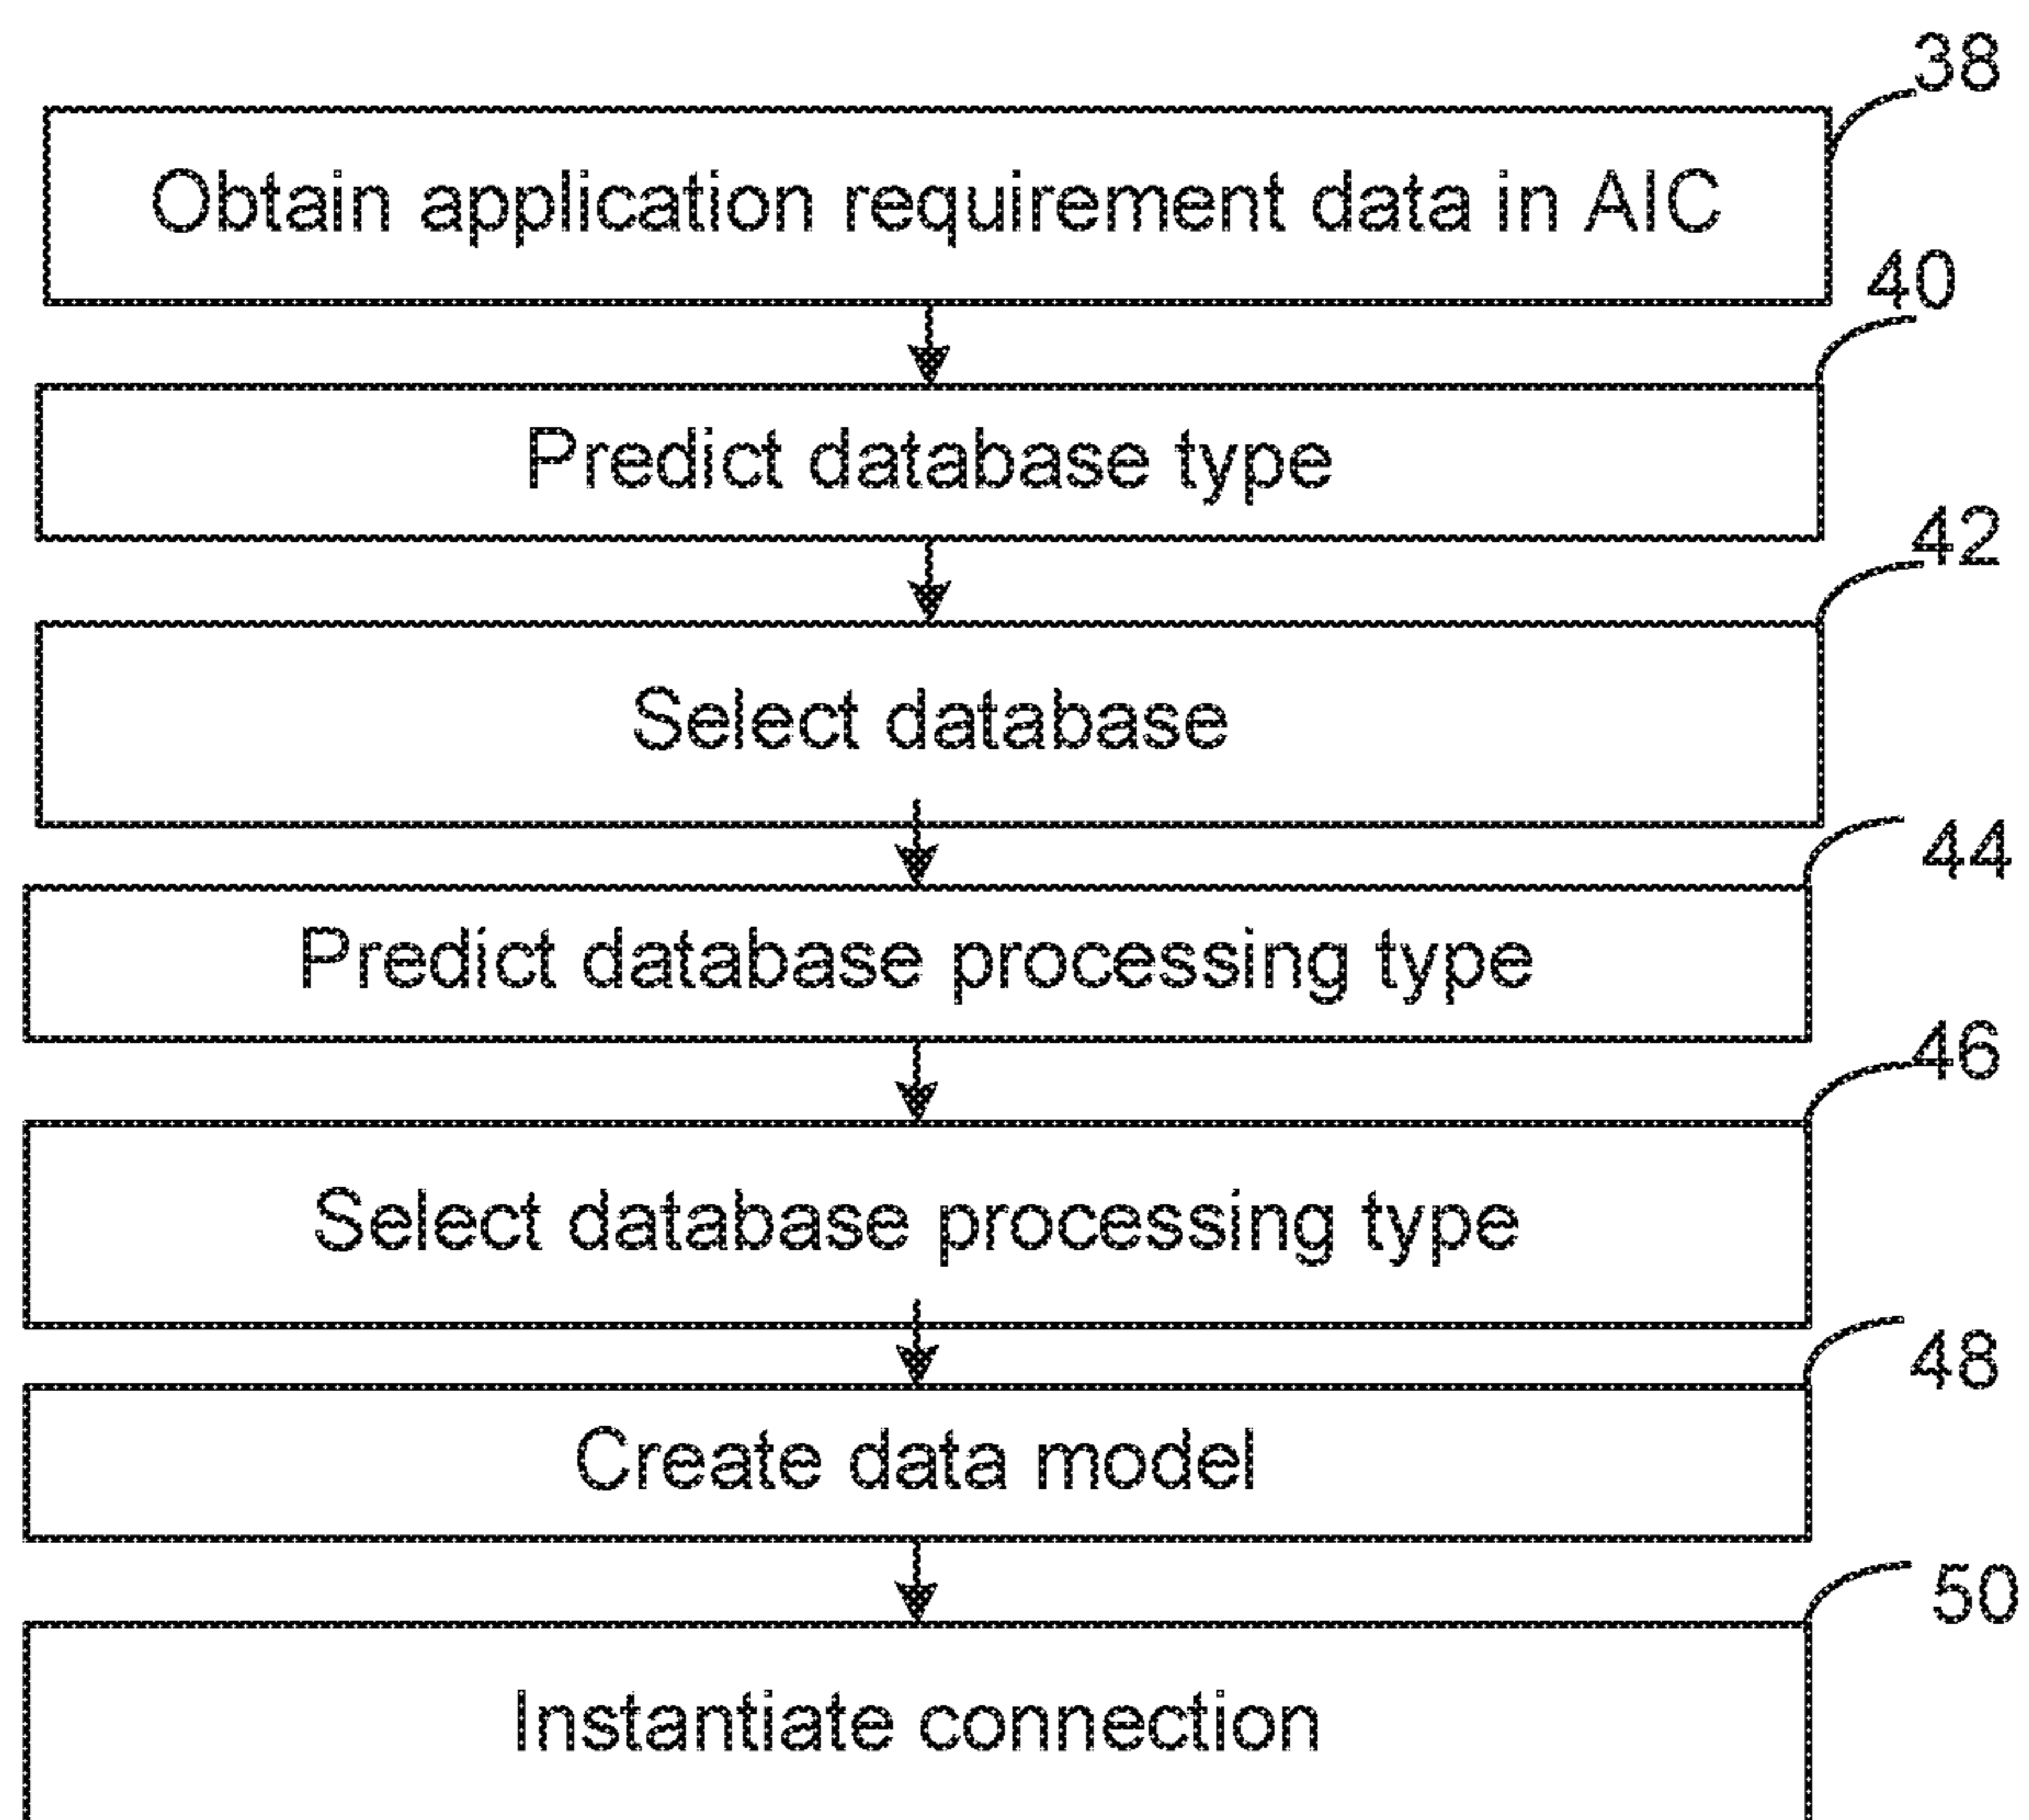 38
Obtain application requirement data in AIC
40
Predict database type
42
Select database
44
Predict database processing type
46
Select database processing type
48
Create data model
50
Instantiate connection